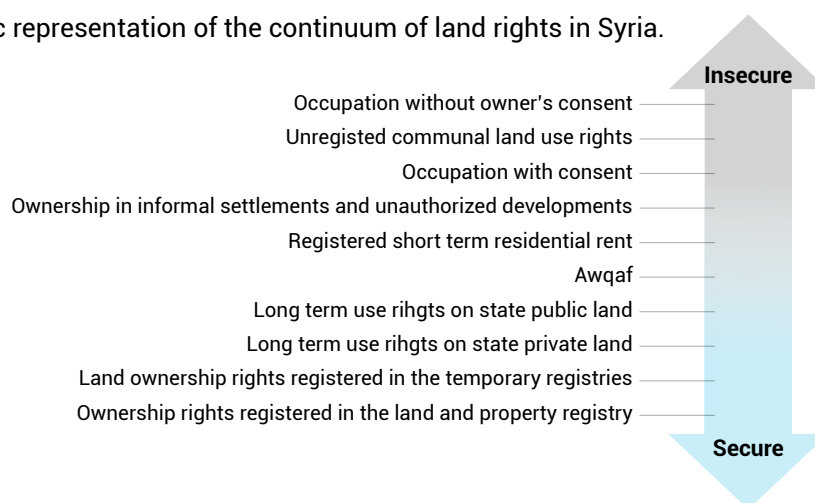 c representation of the continuum of land rights in Syria.
Insecure
Occupation without owner's consent
Unregisted communal land use rights
Occupation with consent
Ownership in informal settlements and unauthorized developments
Registered short term residential rent
Awqaf
Long term use rihgts on state public land
Long term use rihgts on state private land
Land ownership rights registered in the temporary registries
Ownership rights registered in the land and property registry
Secure